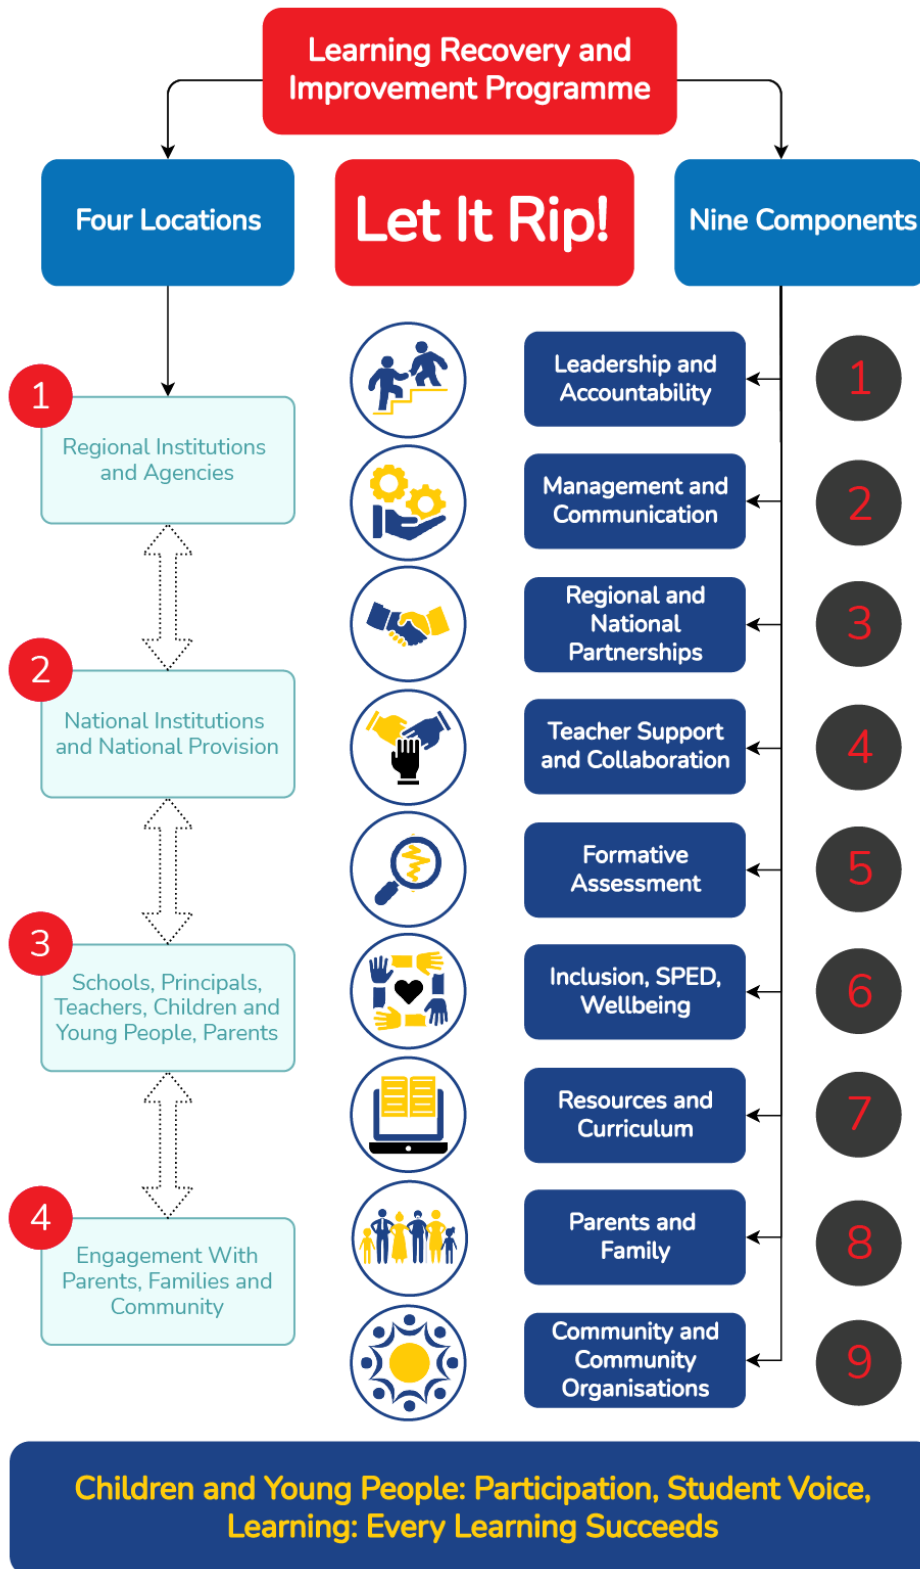 Learning Recovery and
Improvement Programme
Four Locations
Let It Rip!
Nine Components
1
Regional Institutions
and Agencies
2
National Institutions
and National Provision
3
Schools, Principals,
Teachers, Children and
Young People, Parents
4
Engagement With
Parents, Families and
Community
Leadership and
Accountability
1
Management and
Communication
2
Regional and
National
Partnerships
3
Teacher Support
and Collaboration
4
Formative
Assessment
5
Inclusion, SPED,
Wellbeing
6
Resources and
Curriculum
7
Parents and
Family
8
Community and
Community
Organisations
9
Children and Young People: Participation, Student Voice,
Learning: Every Learning Succeeds